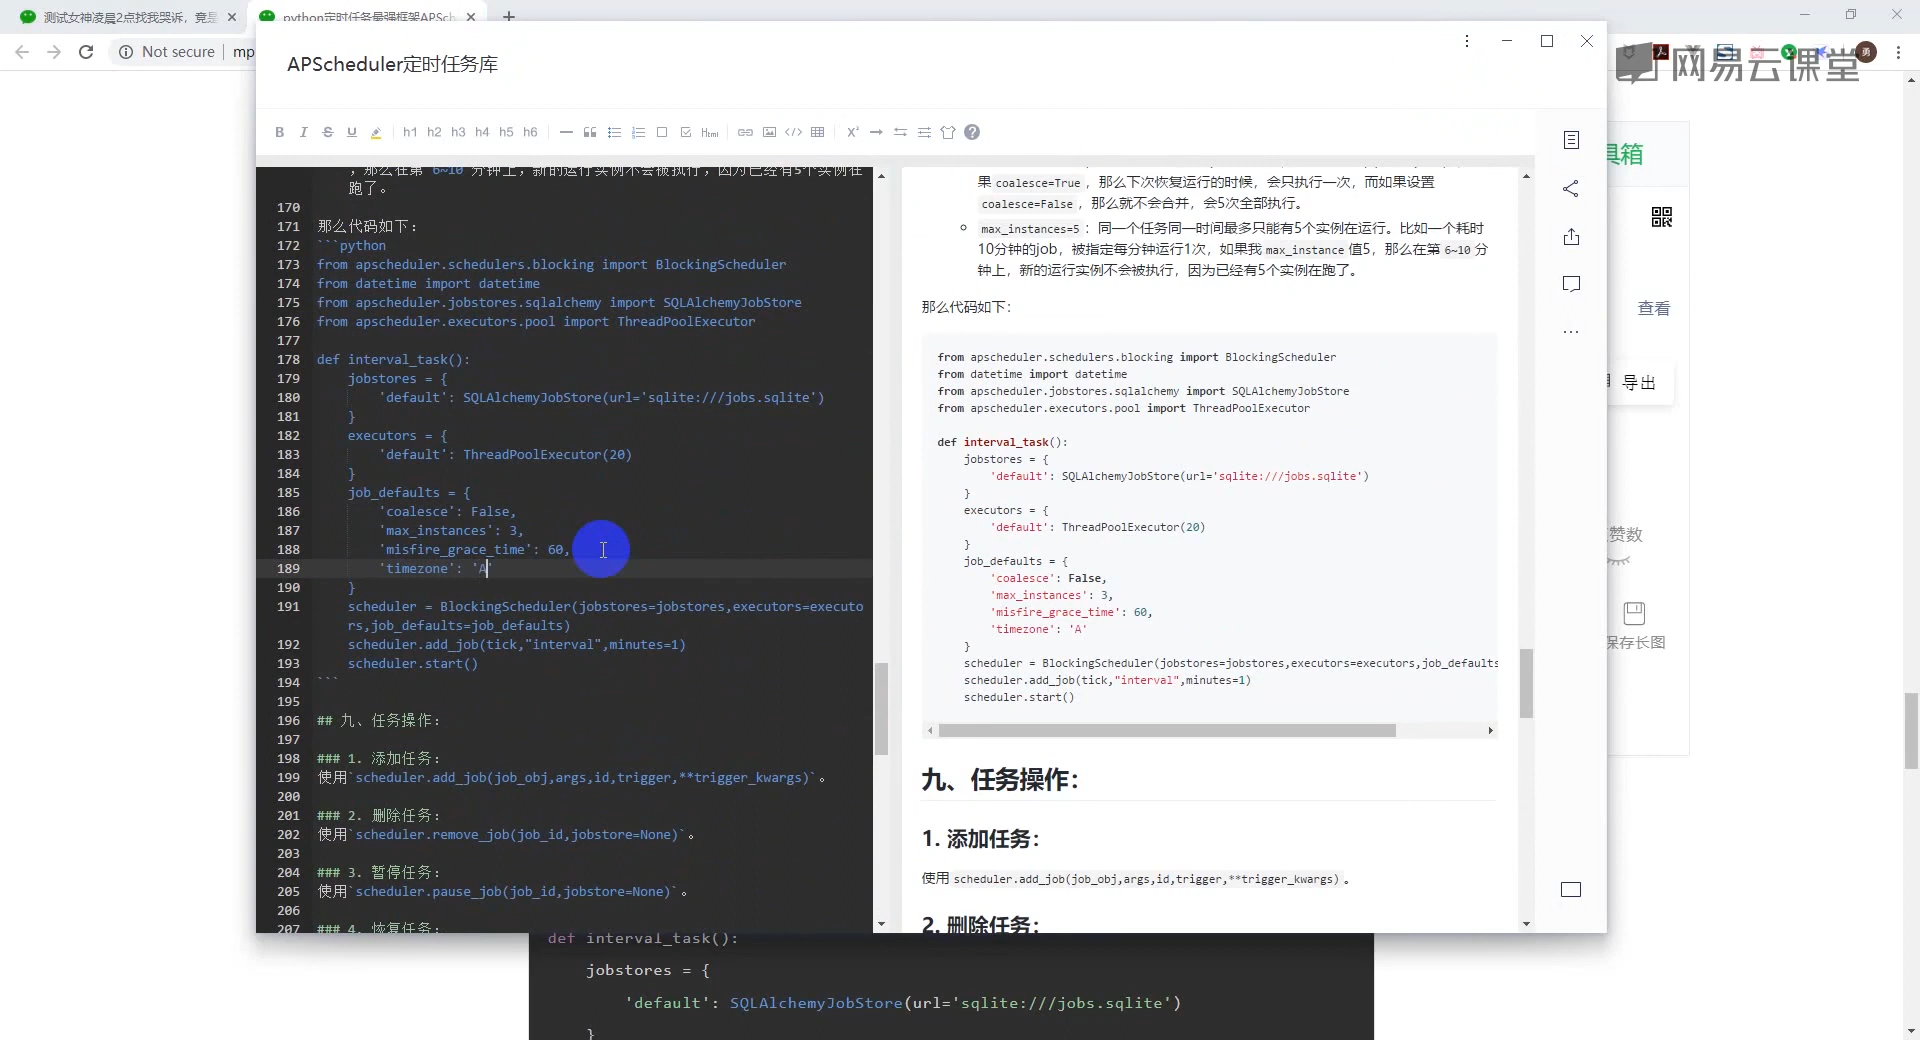 测试女神凌晨2点找我哭诉，竟是
python定时任务最强框架APSch
Not secure
mp
网易云课堂
APScheduler定时任务库
B I S U h1 h2 h3 h4 h5 h6 Html X²
，那么在第`6~10`分钟上，新的运行实例不会被执行，因为已经有5个实例在
跑了。
170
171 那么代码如下：
172 ```python
173 from apscheduler.schedulers.blocking import BlockingScheduler
174 from datetime import datetime
175 from apscheduler.jobstores.sqlalchemy import SQLAlchemyJobStore
176 from apscheduler.executors.pool import ThreadPoolExecutor
177
178 def interval_task():
179 jobstores = {
180 'default': SQLAlchemyJobStore(url='sqlite:///jobs.sqlite')
181 }
182 executors = {
183 'default': ThreadPoolExecutor(20)
184 }
185 job_defaults = {
186 'coalesce': False,
187 'max_instances': 3,
188 'misfire_grace_time': 60,
189 'timezone': 'A'
190 }
191 scheduler = BlockingScheduler(jobstores=jobstores,executors=executo
rs,job_defaults=job_defaults)
192 scheduler.add_job(tick,"interval",minutes=1)
193 scheduler.start()
194 ```
195
196 ## 九、任务操作：
197
198 ### 1. 添加任务：
199 使用`scheduler.add_job(job_obj,args,id,trigger,**trigger_kwargs)`。
200
201 ### 2. 删除任务：
202 使用`scheduler.remove_job(job_id,jobstore=None)`。
203
204 ### 3. 暂停任务：
205 使用`scheduler.pause_job(job_id,jobstore=None)`。
206
207 ### 4. 恢复任务：
果 coalesce=True ，那么下次恢复运行的时候，会只执行一次，而如果设置
coalesce=False ，那么就不会合并，会5次全部执行。
max_instances=5 ：同一个任务同一时间最多只能有5个实例在运行。比如一个耗时
10分钟的job，被指定每分钟运行1次，如果我 max_instance 值5，那么在第 6~10 分
钟上，新的运行实例不会被执行，因为已经有5个实例在跑了。
那么代码如下：
from apscheduler.schedulers.blocking import BlockingScheduler
from datetime import datetime
from apscheduler.jobstores.sqlalchemy import SQLAlchemyJobStore
from apscheduler.executors.pool import ThreadPoolExecutor
def interval_task():
jobstores = {
'default': SQLAlchemyJobStore(url='sqlite:///jobs.sqlite')
}
executors = {
'default': ThreadPoolExecutor(20)
}
job_defaults = {
'coalesce': False,
'max_instances': 3,
'misfire_grace_time': 60,
'timezone': 'A'
}
scheduler = BlockingScheduler(jobstores=jobstores,executors=executors,job_defaults
scheduler.add_job(tick,"interval",minutes=1)
scheduler.start()
九、任务操作：
1. 添加任务：
使用 scheduler.add_job(job_obj,args,id,trigger,**trigger_kwargs) 。
2. 删除任务：
具箱
查看
导出
赞数
保存长图
def interval_task():
jobstores = {
'default': SQLAlchemyJobStore(url='sqlite:///jobs.sqlite')
}